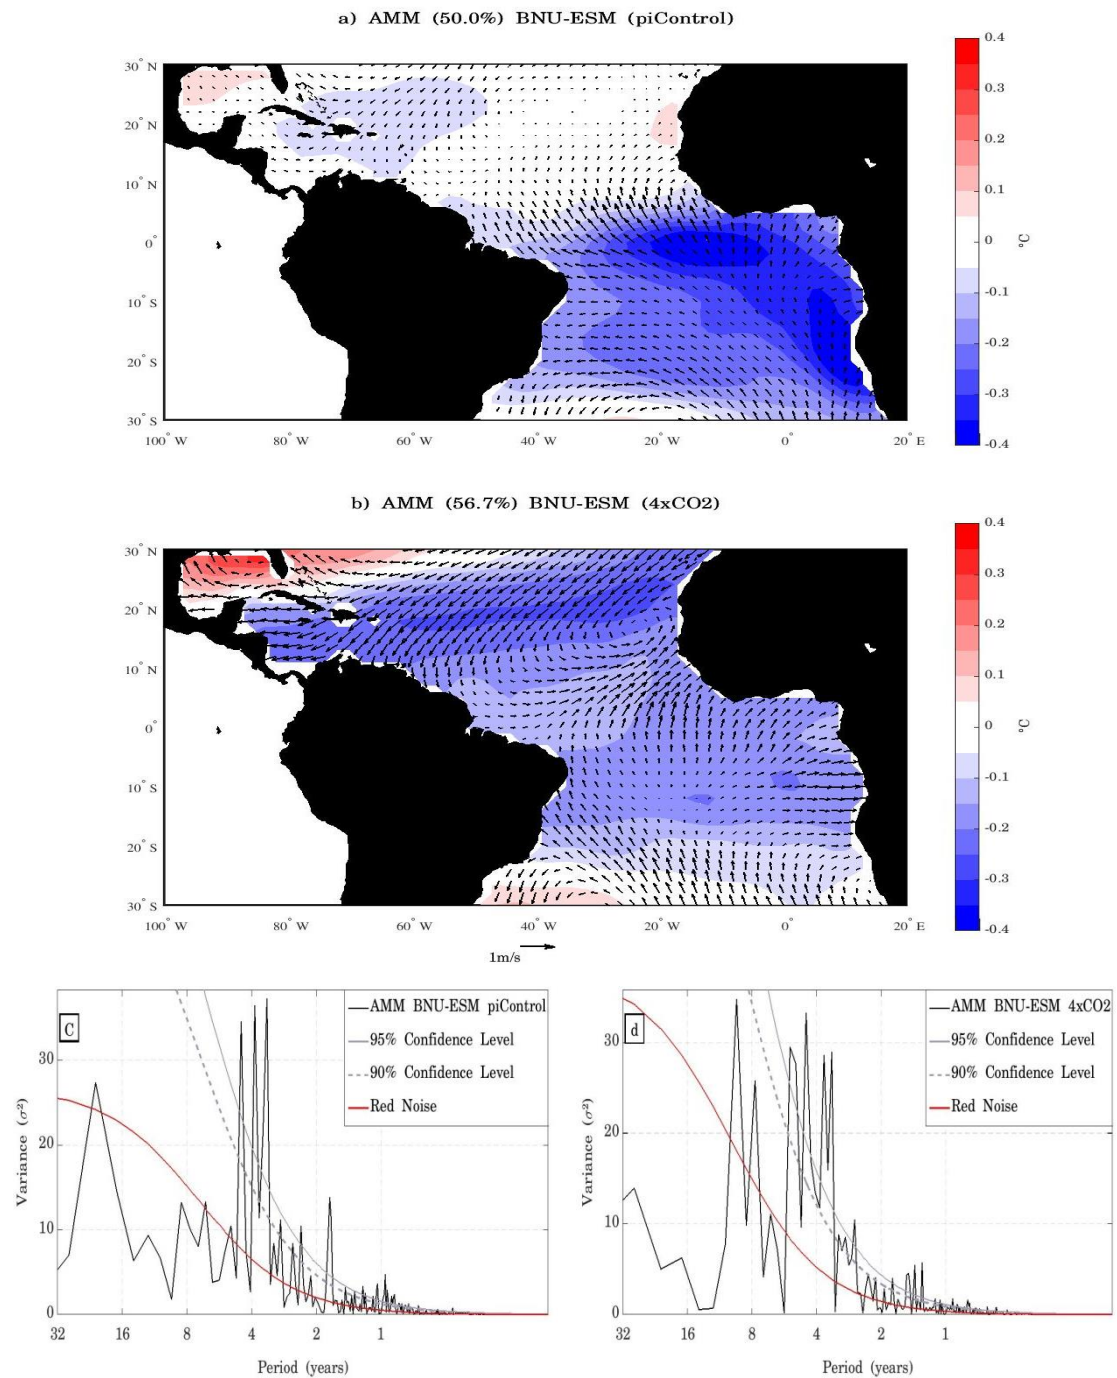 a) AMM (50.0%) BNU-ESM (piControl)
30° N
20° N
10° N
0°
10° S
20° S
30° S
100° W 80° W 60° W 40° W 20° W 0° 20° E
0.4
0.3
0.2
0.1
0
-0.1
-0.2
-0.3
-0.4
°C
b) AMM (56.7%) BNU-ESM (4xCO2)
30° N
20° N
10° N
0°
10° S
20° S
30° S
100° W 80° W 60° W 40° W 20° W 0° 20° E
1m/s
0.4
0.3
0.2
0.1
0
-0.1
-0.2
-0.3
-0.4
°C
C
AMM BNU-ESM piControl
95% Confidence Level
90% Confidence Level
Red Noise
Variance (σ²)
30
20
10
0
32 16 8 4 2 1
Period (years)
d
AMM BNU-ESM 4xCO2
95% Confidence Level
90% Confidence Level
Red Noise
Variance (σ²)
30
20
10
0
32 16 8 4 2 1
Period (years)